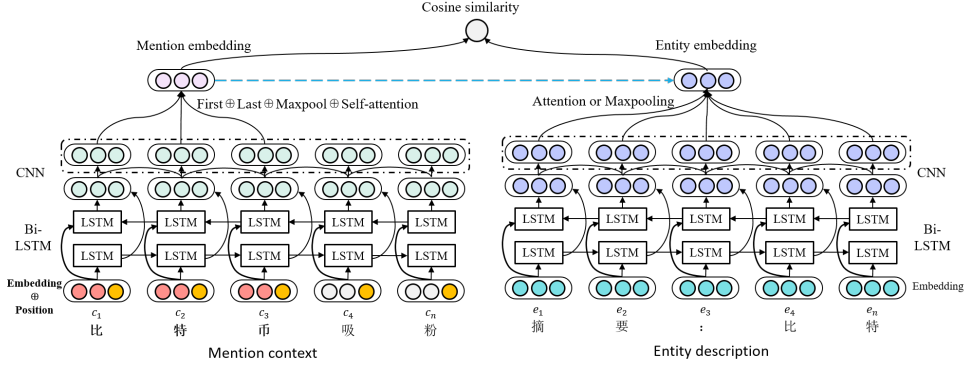 Cosine similarity
Mention embedding
Entity embedding
First⊕Last⊕Maxpool⊕Self-attention
Attention or Maxpooling
CNN
CNN
LSTM LSTM LSTM LSTM LSTM
LSTM LSTM LSTM LSTM LSTM
Bi-
LSTM
LSTM LSTM LSTM LSTM LSTM
LSTM LSTM LSTM LSTM LSTM
Bi-
LSTM
Embedding
⊕
Position
Embedding
c₁ c₂ c₃ c₄ cₙ
比 特 币 吸 粉
e₁ e₂ e₃ e₄ eₙ
摘 要 : 比 特
Mention context
Entity description